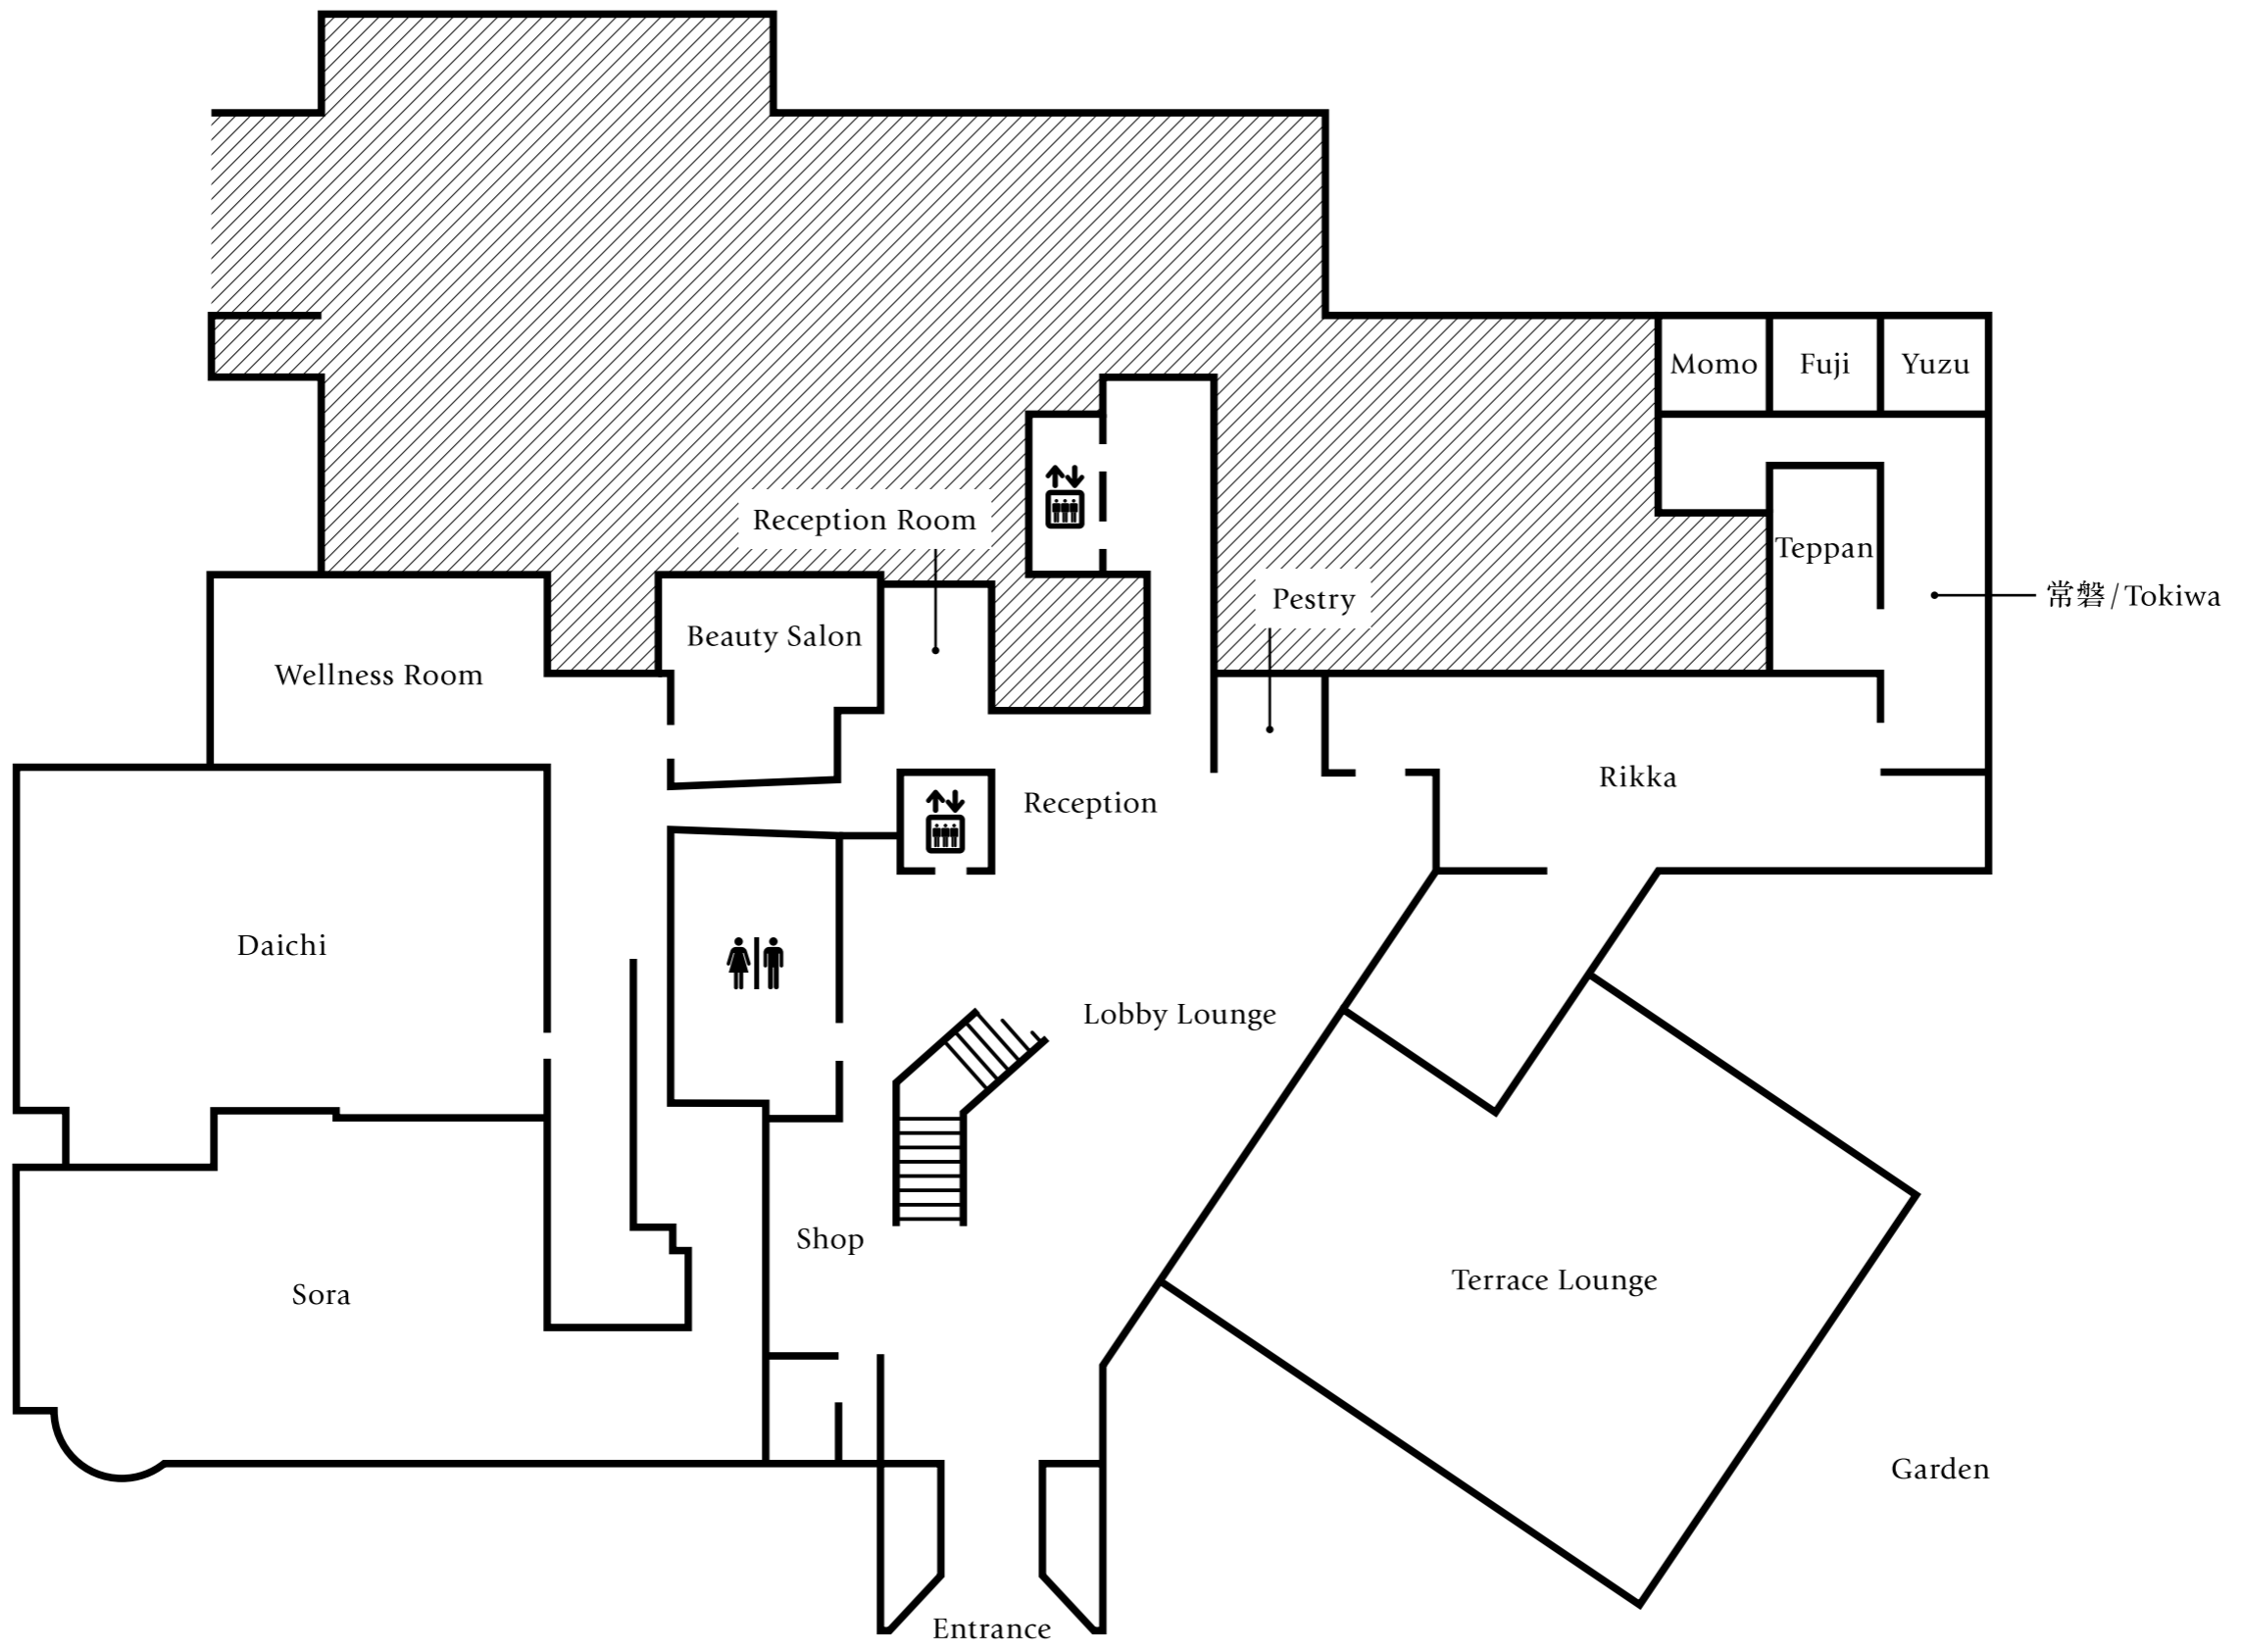 Momo
Fuji
Yuzu
Reception Room
Teppan
Pestry
常磐/Tokiwa
Beauty Salon
Wellness Room
Rikka
Reception
Daichi
Lobby Lounge
Shop
Terrace Lounge
Sora
Garden
Entrance